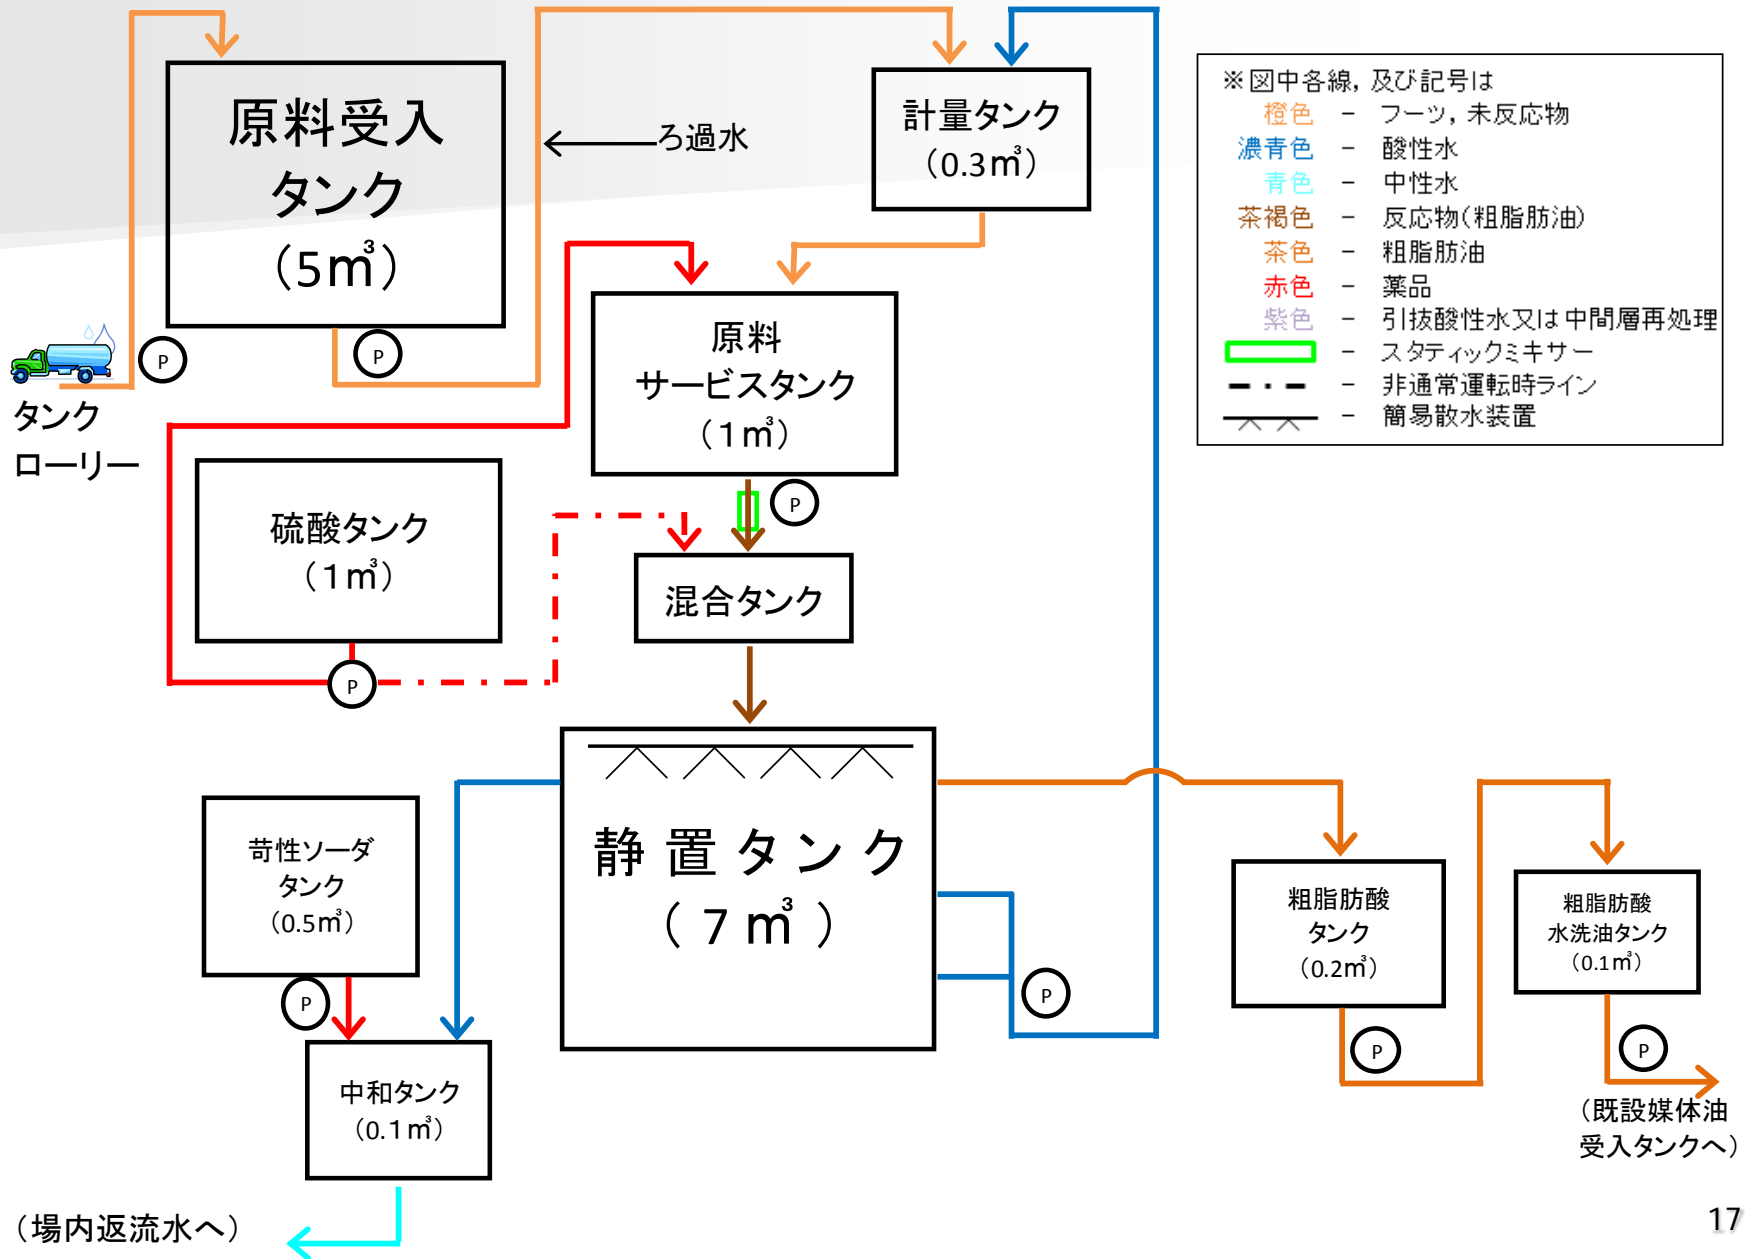 原料受入
タンク
（5㎥）
ろ過水
計量タンク
（0.3㎥）
※図中各線，及び記号は
橙色 － フーツ，未反応物
濃青色 － 酸性水
青色 － 中性水
茶褐色 － 反応物（粗脂肪油）
茶色 － 粗脂肪油
赤色 － 薬品
紫色 － 引抜酸性水又は中間層再処理
－ スタティックミキサー
－ 非通常運転時ライン
－ 簡易散水装置
P
P
タンク
ローリー
原料
サービスタンク
（1㎥）
P
硫酸タンク
（1㎥）
P
混合タンク
静置タンク
（7㎥）
P
苛性ソーダ
タンク
（0.5㎥）
P
中和タンク
（0.1㎥）
粗脂肪酸
タンク
（0.2㎥）
P
粗脂肪酸
水洗油タンク
（0.1㎥）
P
（既設媒体油
受入タンクへ）
（場内返流水へ）
17